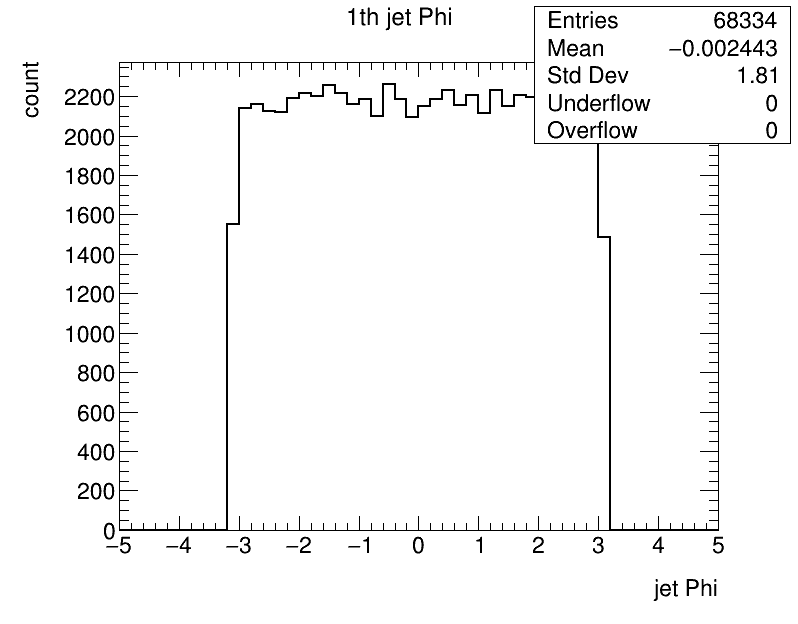 1th jet Phi
Entries 68334
Mean −0.002443
Std Dev 1.81
Underflow 0
Overflow 0
count
2200
2000
1800
1600
1400
1200
1000
800
600
400
200
0
−5 −4 −3 −2 −1 0 1 2 3 4 5
jet Phi